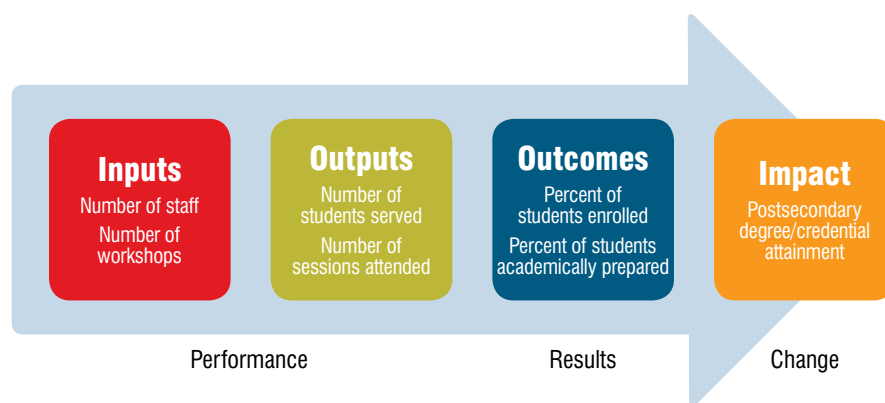 Inputs
Number of staff
Number of
workshops
Outputs
Number of
students served
Number of
sessions attended
Outcomes
Percent of
students enrolled
Percent of students
academically prepared
Impact
Postsecondary
degree/credential
attainment
Performance
Results
Change